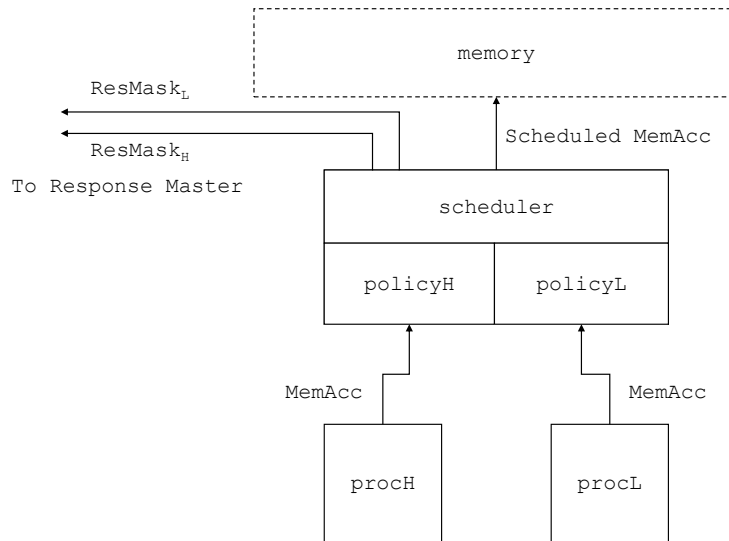 memory
ResMaskL
ResMaskH
Scheduled MemAcc
To Response Master
scheduler
policyH policyL
MemAcc MemAcc
procH procL